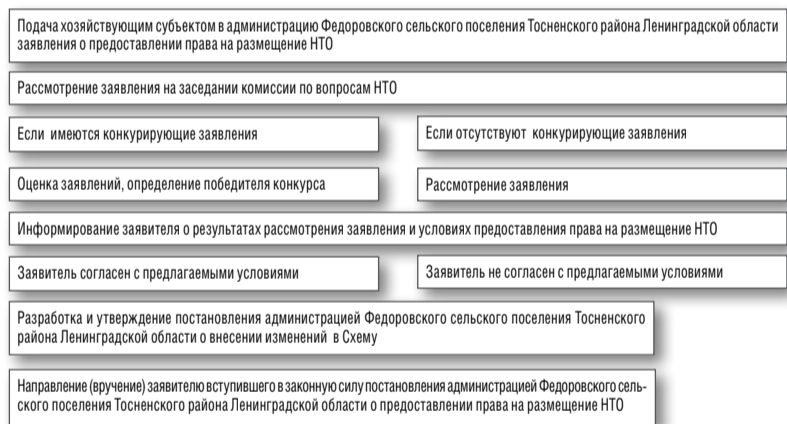 Подача хозяйствующим субъектом в администрацию Федоровского сельского поселения Тосненского района Ленинградской области
заявления о предоставлении права на размещение НТО
Рассмотрение заявления на заседании комиссии по вопросам НТО
Если имеются конкурирующие заявления
Если отсутствуют конкурирующие заявления
Оценка заявлений, определение победителя конкурса
Рассмотрение заявления
Информирование заявителя о результатах рассмотрения заявления и условиях предоставления права на размещение НТО
Заявитель согласен с предлагаемыми условиями
Заявитель не согласен с предлагаемыми условиями
Разработка и утверждение постановления администрацией Федоровского сельского поселения Тосненского
района Ленинградской области о внесении изменений в Схему
Направление (вручение) заявителю вступившего в законную силу постановления администрацией Федоровского сель-
ского поселения Тосненского района Ленинградской области о предоставлении права на размещение НТО